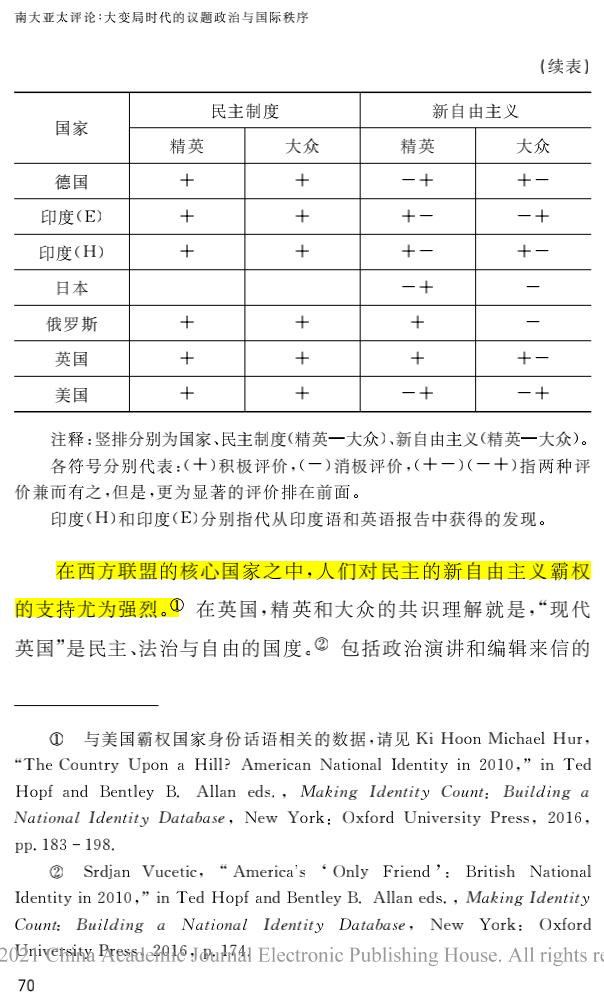 南大亚太评论:大变局时代的议题政治与国际秩序
(续表)
国家 民主制度 新自由主义
精英 大众 精英 大众
德国 + + −+ +−
印度(E) + + +− −+
印度(H) + + +− +−
日本 −+ −
俄罗斯 + + + −
英国 + + + +−
美国 + + −+ −+
注释:竖排分别为国家、民主制度(精英—大众)、新自由主义(精英—大众)。
各符号分别代表:(+)积极评价,(−)消极评价,(+−)(−+)指两种评
价兼而有之,但是,更为显著的评价排在前面。
印度(H)和印度(E)分别指代从印度语和英语报告中获得的发现。
在西方联盟的核心国家之中,人们对民主的新自由主义霸权
的支持尤为强烈。① 在英国,精英和大众的共识理解就是,“现代
英国”是民主、法治与自由的国度。② 包括政治演讲和编辑来信的
① 与美国霸权国家身份话语相关的数据,请见 Ki Hoon Michael Hur,
“The Country Upon a Hill? American National Identity in 2010,” in Ted
Hopf and Bentley B. Allan eds., Making Identity Count: Building a
National Identity Database, New York: Oxford University Press, 2016,
pp. 183-198.
② Srdjan Vucetic, “America's ‘Only Friend’: British National
Identity in 2010,” in Ted Hopf and Bentley B. Allan eds., Making Identity
Count: Building a National Identity Database, New York: Oxford
University Press, 2016, p. 174.
China Academic Journal Electronic Publishing House. All rights re
70